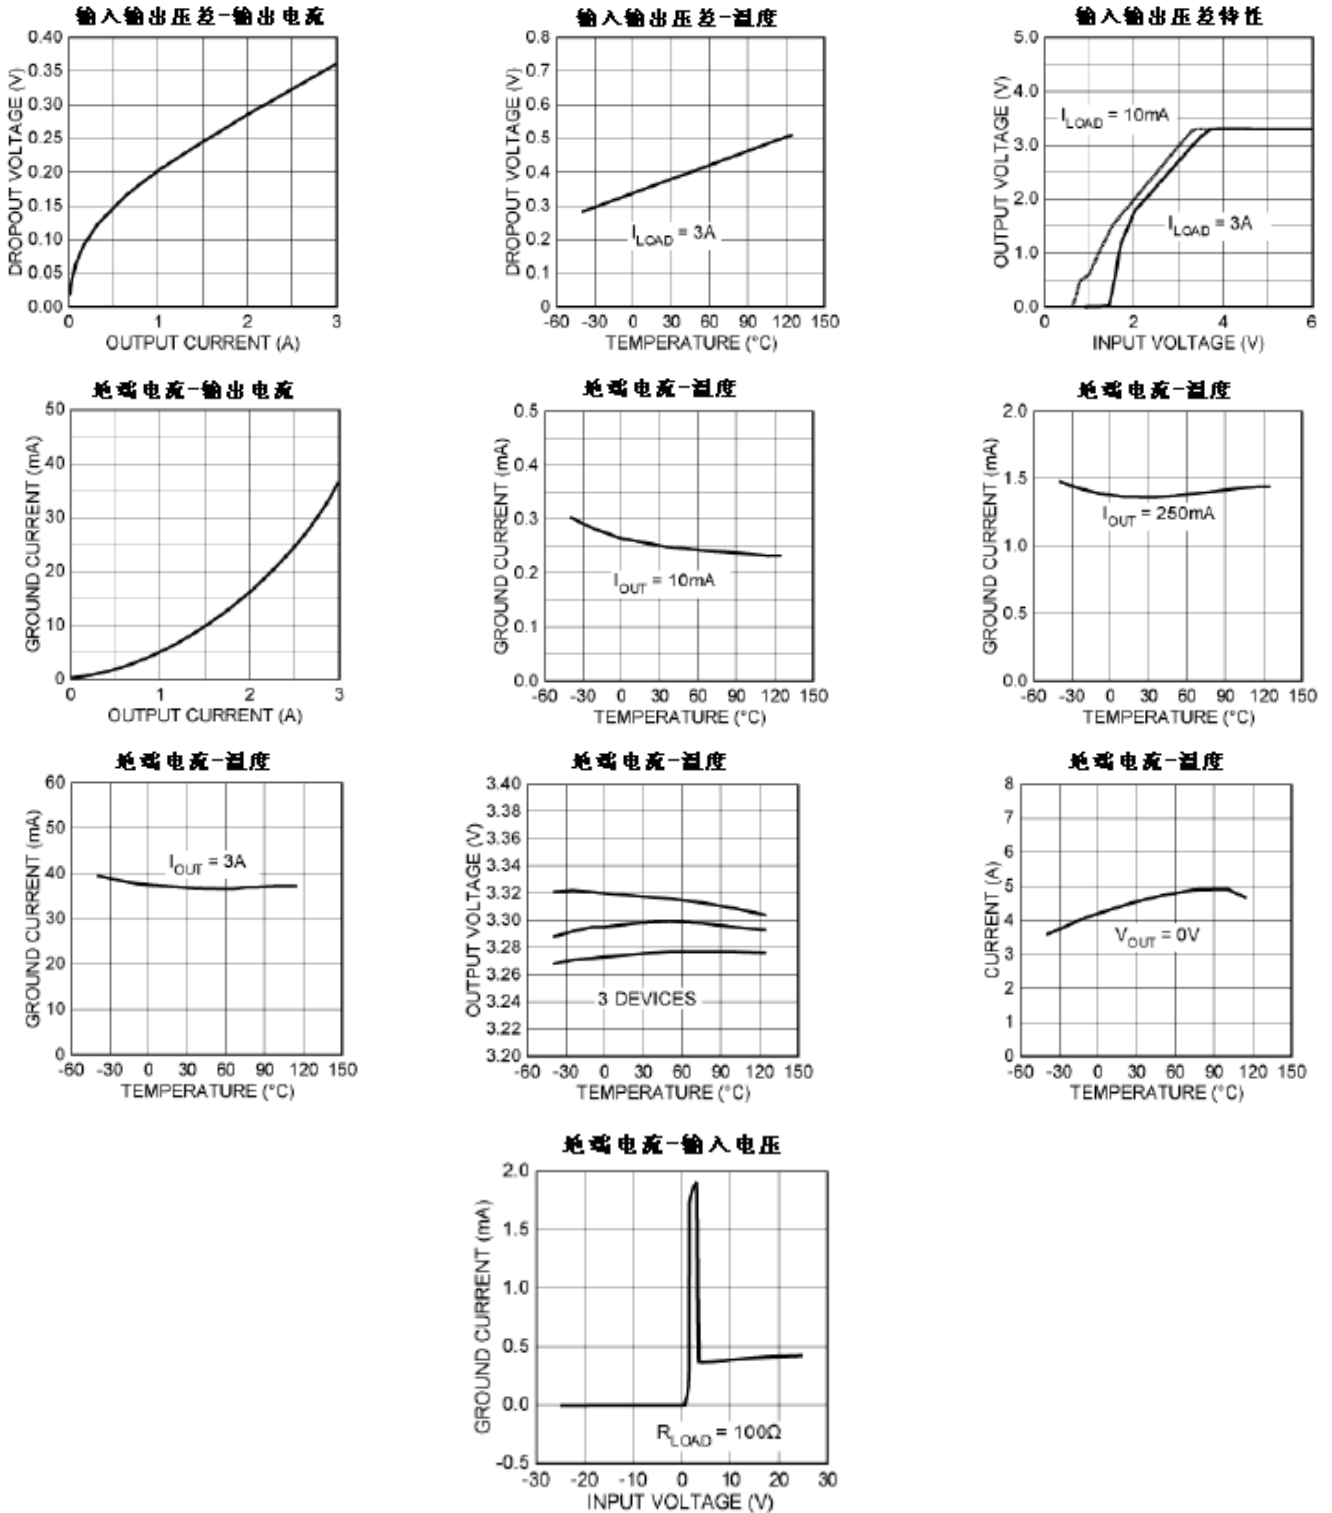 输入输出压差-输出电流
0.40
0.35
0.30
0.25
0.20
0.15
0.10
0.05
0.00
DROPOUT VOLTAGE (V)
0 1 2 3
OUTPUT CURRENT (A)
输入输出压差-温度
0.8
0.7
0.6
0.5
0.4
0.3
0.2
0.1
0
DROPOUT VOLTAGE (V)
I_LOAD = 3A
-60 -30 0 30 60 90 120 150
TEMPERATURE (°C)
输入输出压差特性
5.0
4.0
3.0
2.0
1.0
0.0
OUTPUT VOLTAGE (V)
I_LOAD = 10mA
I_LOAD = 3A
0 2 4 6
INPUT VOLTAGE (V)
地端电流-输出电流
50
40
30
20
10
0
GROUND CURRENT (mA)
0 1 2 3
OUTPUT CURRENT (A)
地端电流-温度
0.5
0.4
0.3
0.2
0.1
0.0
GROUND CURRENT (mA)
I_OUT = 10mA
-60 -30 0 30 60 90 120 150
TEMPERATURE (°C)
地端电流-温度
2.0
1.5
1.0
0.5
0.0
GROUND CURRENT (mA)
I_OUT = 250mA
-60 -30 0 30 60 90 120 150
TEMPERATURE (°C)
地端电流-温度
60
50
40
30
20
10
0
GROUND CURRENT (mA)
I_OUT = 3A
-60 -30 0 30 60 90 120 150
TEMPERATURE (°C)
地端电流-温度
3.40
3.38
3.36
3.34
3.32
3.30
3.28
3.26
3.24
3.22
3.20
OUTPUT VOLTAGE (V)
3 DEVICES
-60 -30 0 30 60 90 120 150
TEMPERATURE (°C)
地端电流-温度
8
7
6
5
4
3
2
1
0
CURRENT (A)
V_OUT = 0V
-60 -30 0 30 60 90 120 150
TEMPERATURE (°C)
地端电流-输入电压
2.0
1.5
1.0
0.5
0.0
-0.5
GROUND CURRENT (mA)
R_LOAD = 100Ω
-30 -20 -10 0 10 20 30
INPUT VOLTAGE (V)